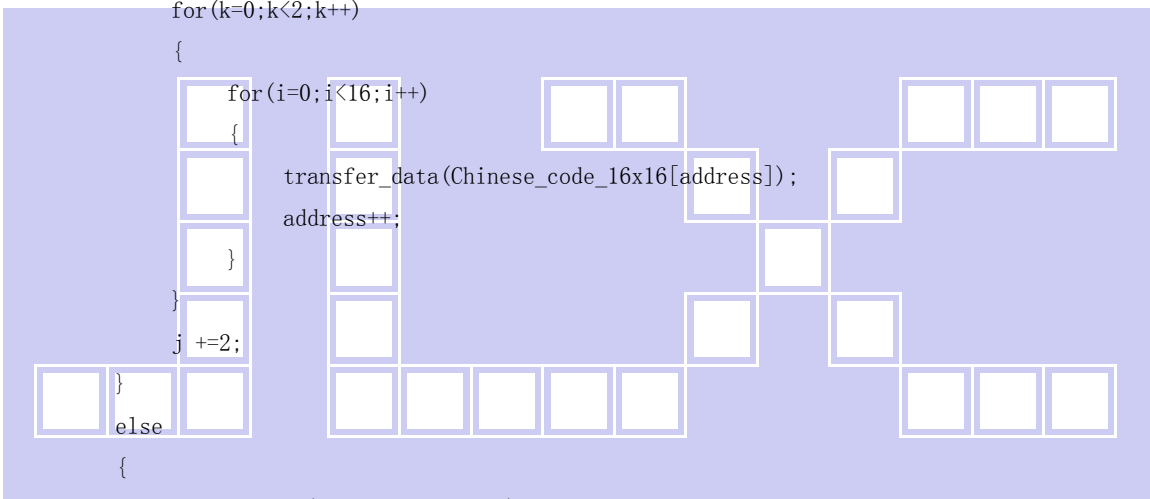 for(k=0;k<2;k++)
{
for(i=0;i<16;i++)
{
transfer_data(Chinese_code_16x16[address]);
address++;
}
}
j +=2;
}
else
{